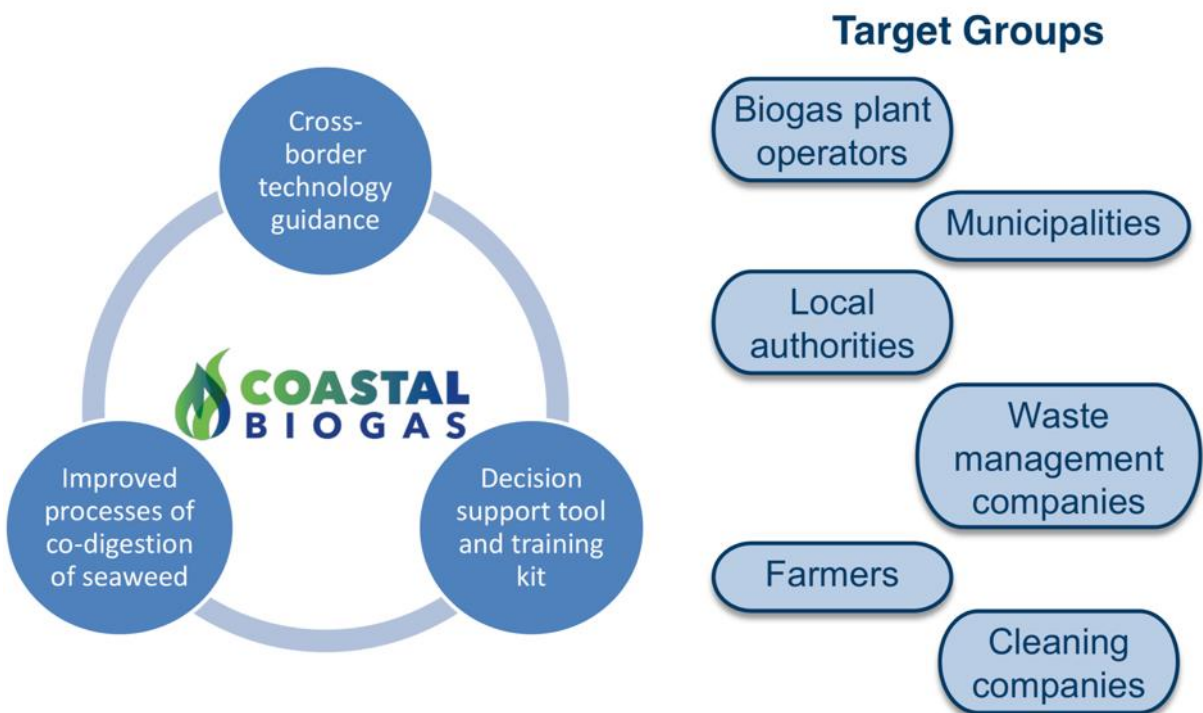 Cross-
border
technology
guidance
COASTAL
BIOGAS
Improved
processes of
co-digestion
of seaweed
Decision
support tool
and training
kit
Target Groups
Biogas plant
operators
Municipalities
Local
authorities
Waste
management
companies
Farmers
Cleaning
companies